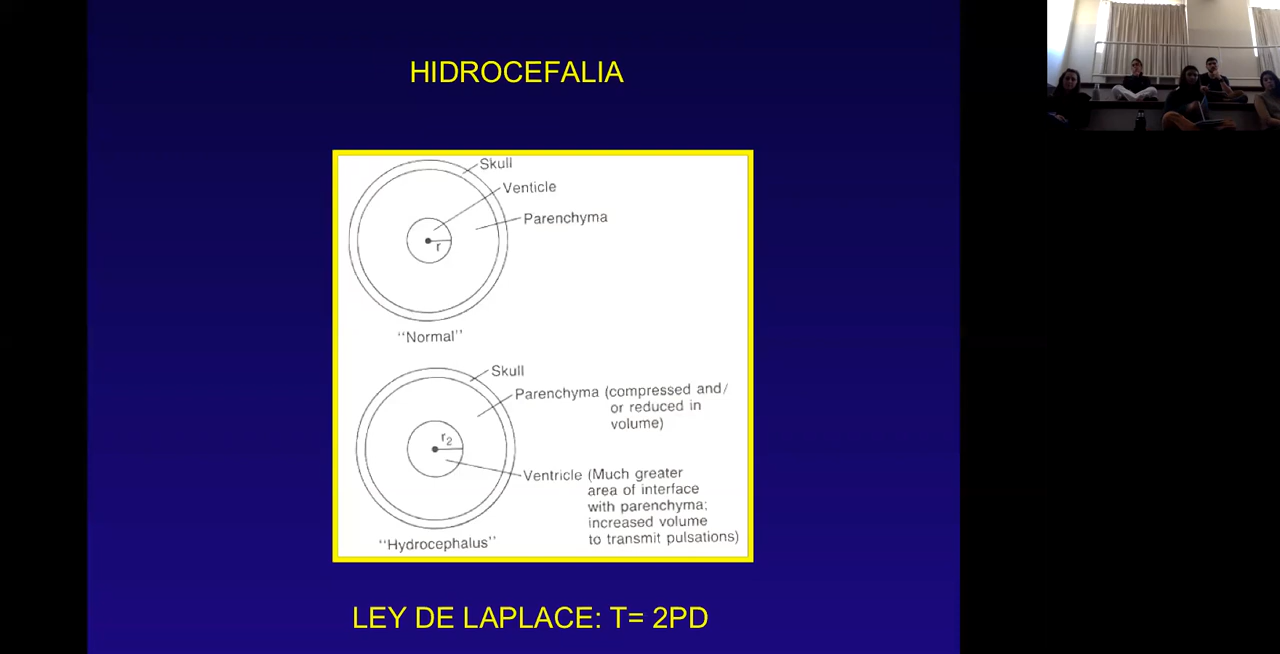 HIDROCEFALIA
Skull
Venticle
Parenchyma
r
"Normal"
Skull
Parenchyma (compressed and/
or reduced in
volume)
r2
Ventricle (Much greater
area of interface
with parenchyma;
increased volume
to transmit pulsations)
"Hydrocephalus"
LEY DE LAPLACE: T= 2PD